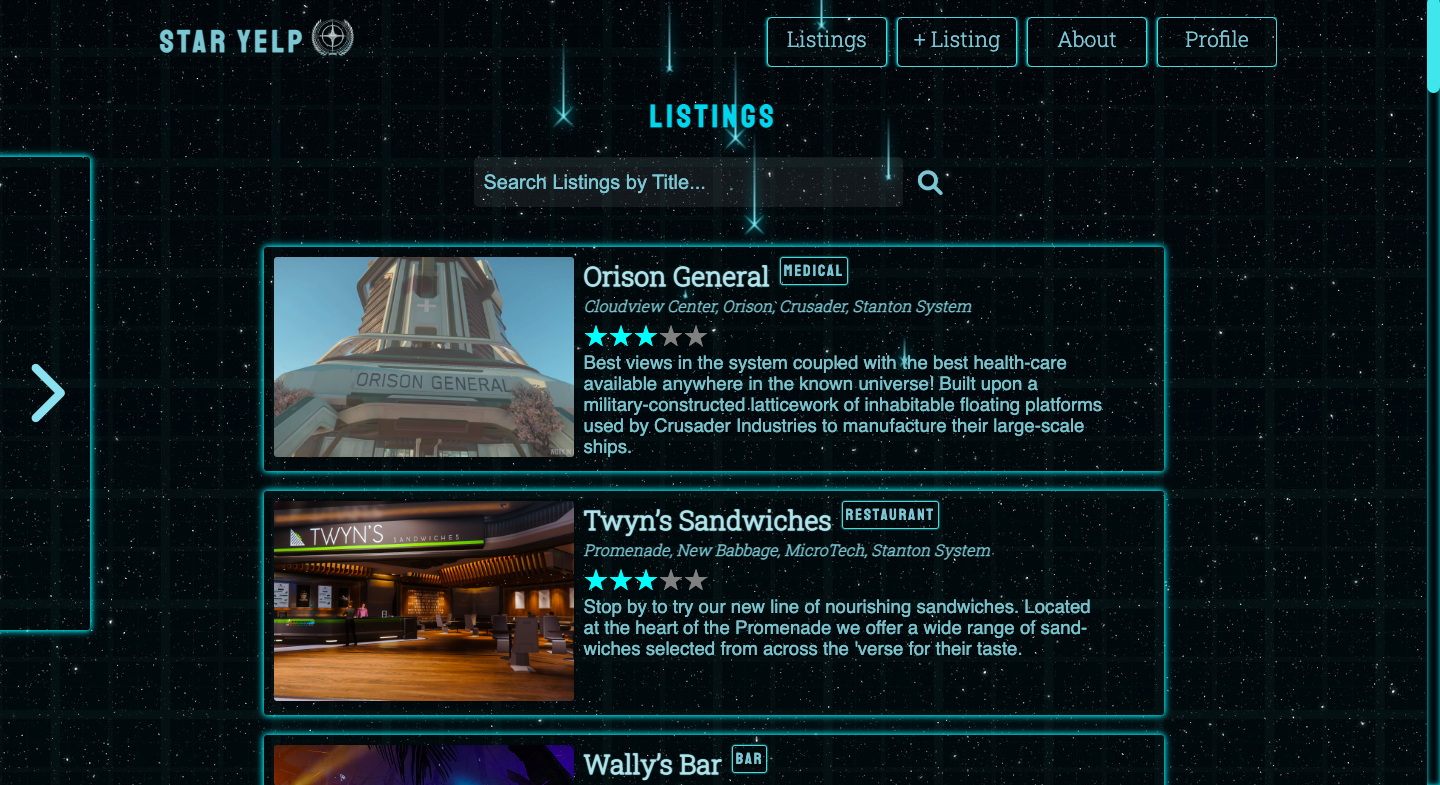 STAR YELP
Listings
+ Listing
About
Profile
LISTINGS
Search Listings by Title...
ORISON GENERAL
Orison General MEDICAL
Cloudview Center, Orison, Crusader, Stanton System
Best views in the system coupled with the best health-care
available anywhere in the known universe! Built upon a
military-constructed latticework of inhabitable floating platforms
used by Crusader Industries to manufacture their large-scale
ships.
TWYN'S SANDWICHES
Twyn's Sandwiches RESTAURANT
Promenade, New Babbage, MicroTech, Stanton System
Stop by to try our new line of nourishing sandwiches. Located
at the heart of the Promenade we offer a wide range of sand-
wiches selected from across the 'verse for their taste.
Wally's Bar BAR